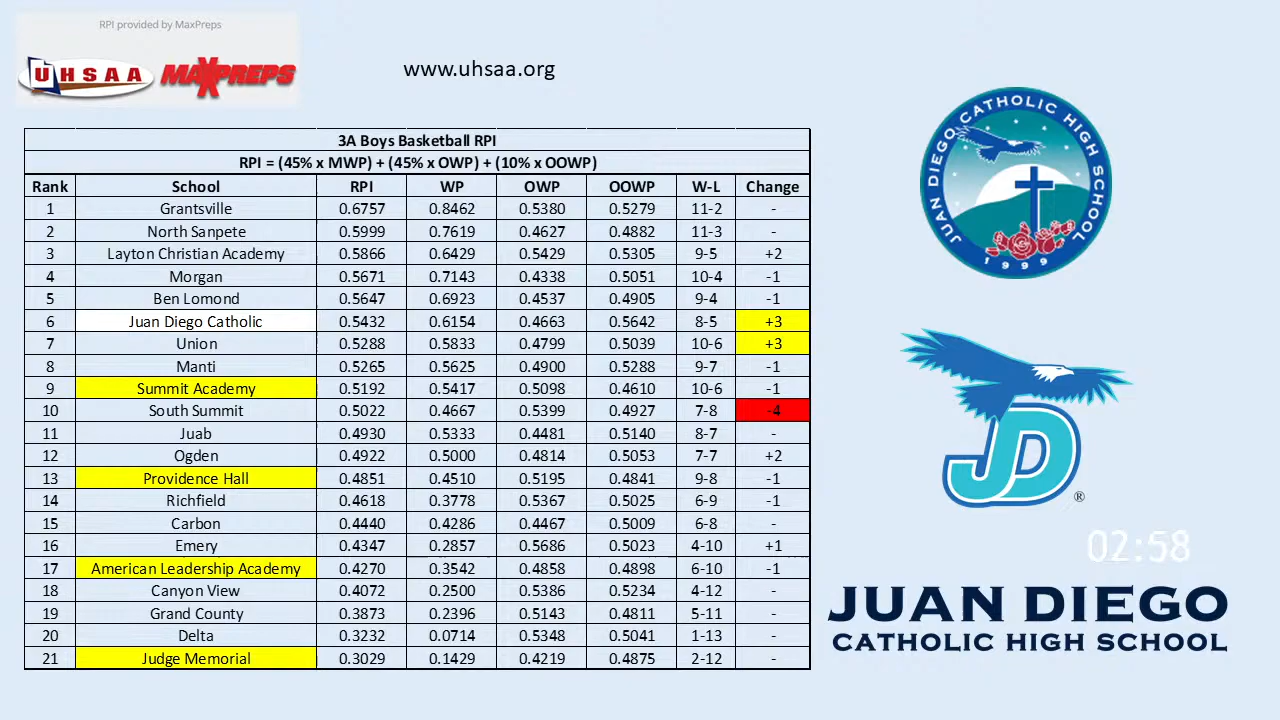 RPI provided by MaxPreps
UHSAA MAXPREPS
www.uhsaa.org
3A Boys Basketball RPI
RPI = (45% x MWP) + (45% x OWP) + (10% x OOWP)
Rank School RPI WP OWP OOWP W-L Change
1 Grantsville 0.6757 0.8462 0.5380 0.5279 11-2 -
2 North Sanpete 0.5999 0.7619 0.4627 0.4882 11-3 -
3 Layton Christian Academy 0.5866 0.6429 0.5429 0.5305 9-5 +2
4 Morgan 0.5671 0.7143 0.4338 0.5051 10-4 -1
5 Ben Lomond 0.5647 0.6923 0.4537 0.4905 9-4 -1
6 Juan Diego Catholic 0.5432 0.6154 0.4663 0.5642 8-5 +3
7 Union 0.5288 0.5833 0.4799 0.5039 10-6 +3
8 Manti 0.5265 0.5625 0.4900 0.5288 9-7 -1
9 Summit Academy 0.5192 0.5417 0.5098 0.4610 10-6 -1
10 South Summit 0.5022 0.4667 0.5399 0.4927 7-8 -4
11 Juab 0.4930 0.5333 0.4481 0.5140 8-7 -
12 Ogden 0.4922 0.5000 0.4814 0.5053 7-7 +2
13 Providence Hall 0.4851 0.4510 0.5195 0.4841 9-8 -1
14 Richfield 0.4618 0.3778 0.5367 0.5025 6-9 -1
15 Carbon 0.4440 0.4286 0.4467 0.5009 6-8 -
16 Emery 0.4347 0.2857 0.5686 0.5023 4-10 +1
17 American Leadership Academy 0.4270 0.3542 0.4858 0.4898 6-10 -1
18 Canyon View 0.4072 0.2500 0.5386 0.5234 4-12 -
19 Grand County 0.3873 0.2396 0.5143 0.4811 5-11 -
20 Delta 0.3232 0.0714 0.5348 0.5041 1-13 -
21 Judge Memorial 0.3029 0.1429 0.4219 0.4875 2-12 -
JUAN DIEGO CATHOLIC HIGH SCHOOL
1999
JD ®
02:58
JUAN DIEGO
CATHOLIC HIGH SCHOOL